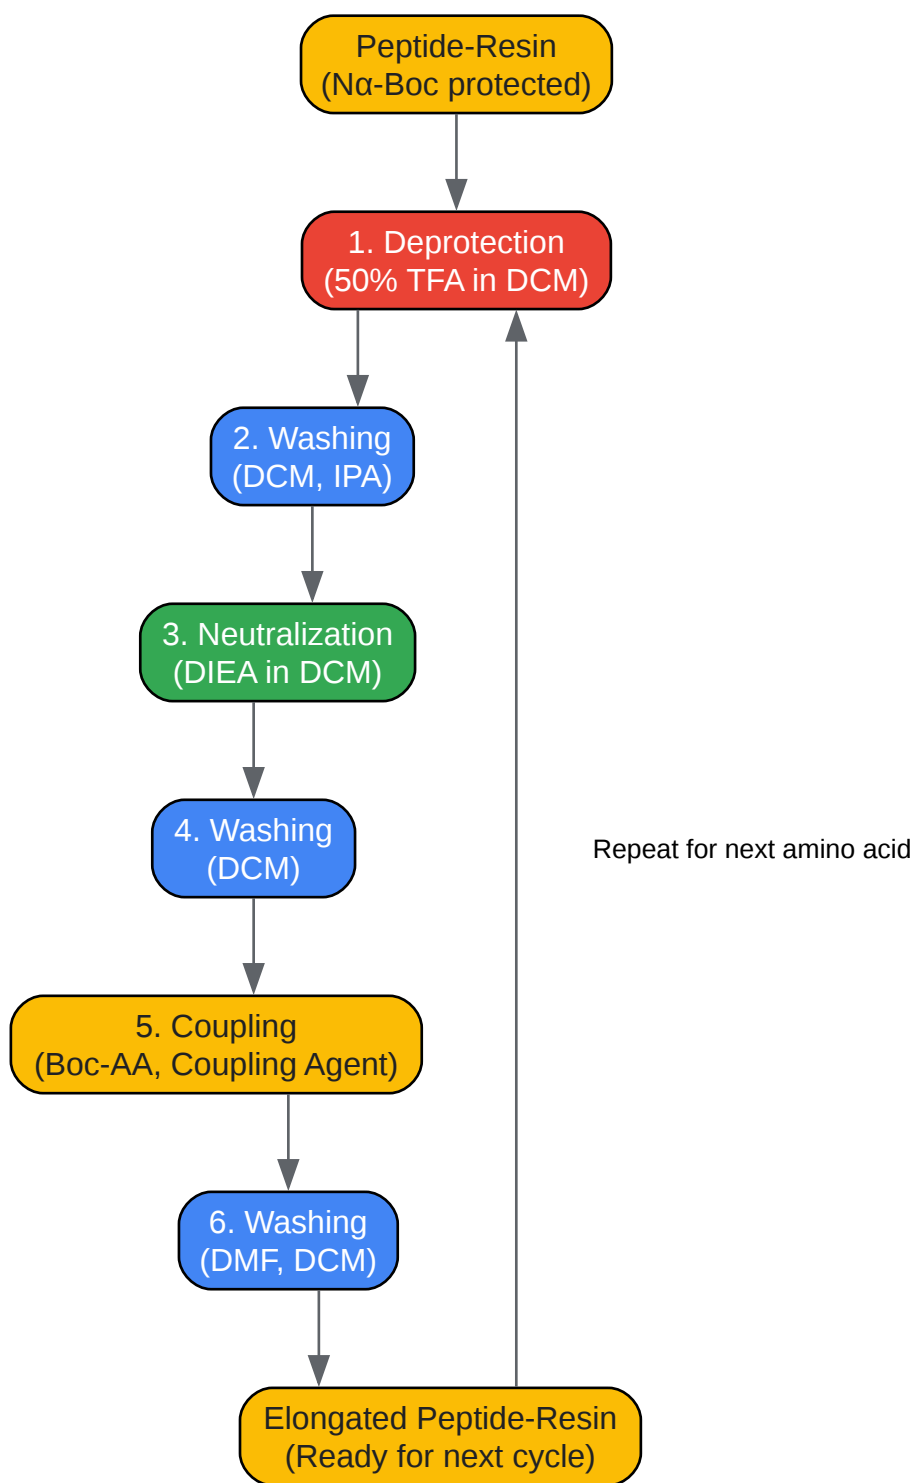 Peptide-Resin
(Nα-Boc protected)
1. Deprotection
(50% TFA in DCM)
2. Washing
(DCM, IPA)
3. Neutralization
(DIEA in DCM)
4. Washing
(DCM)
Repeat for next amino acid
5. Coupling
(Boc-AA, Coupling Agent)
6. Washing
(DMF, DCM)
Elongated Peptide-Resin
(Ready for next cycle)